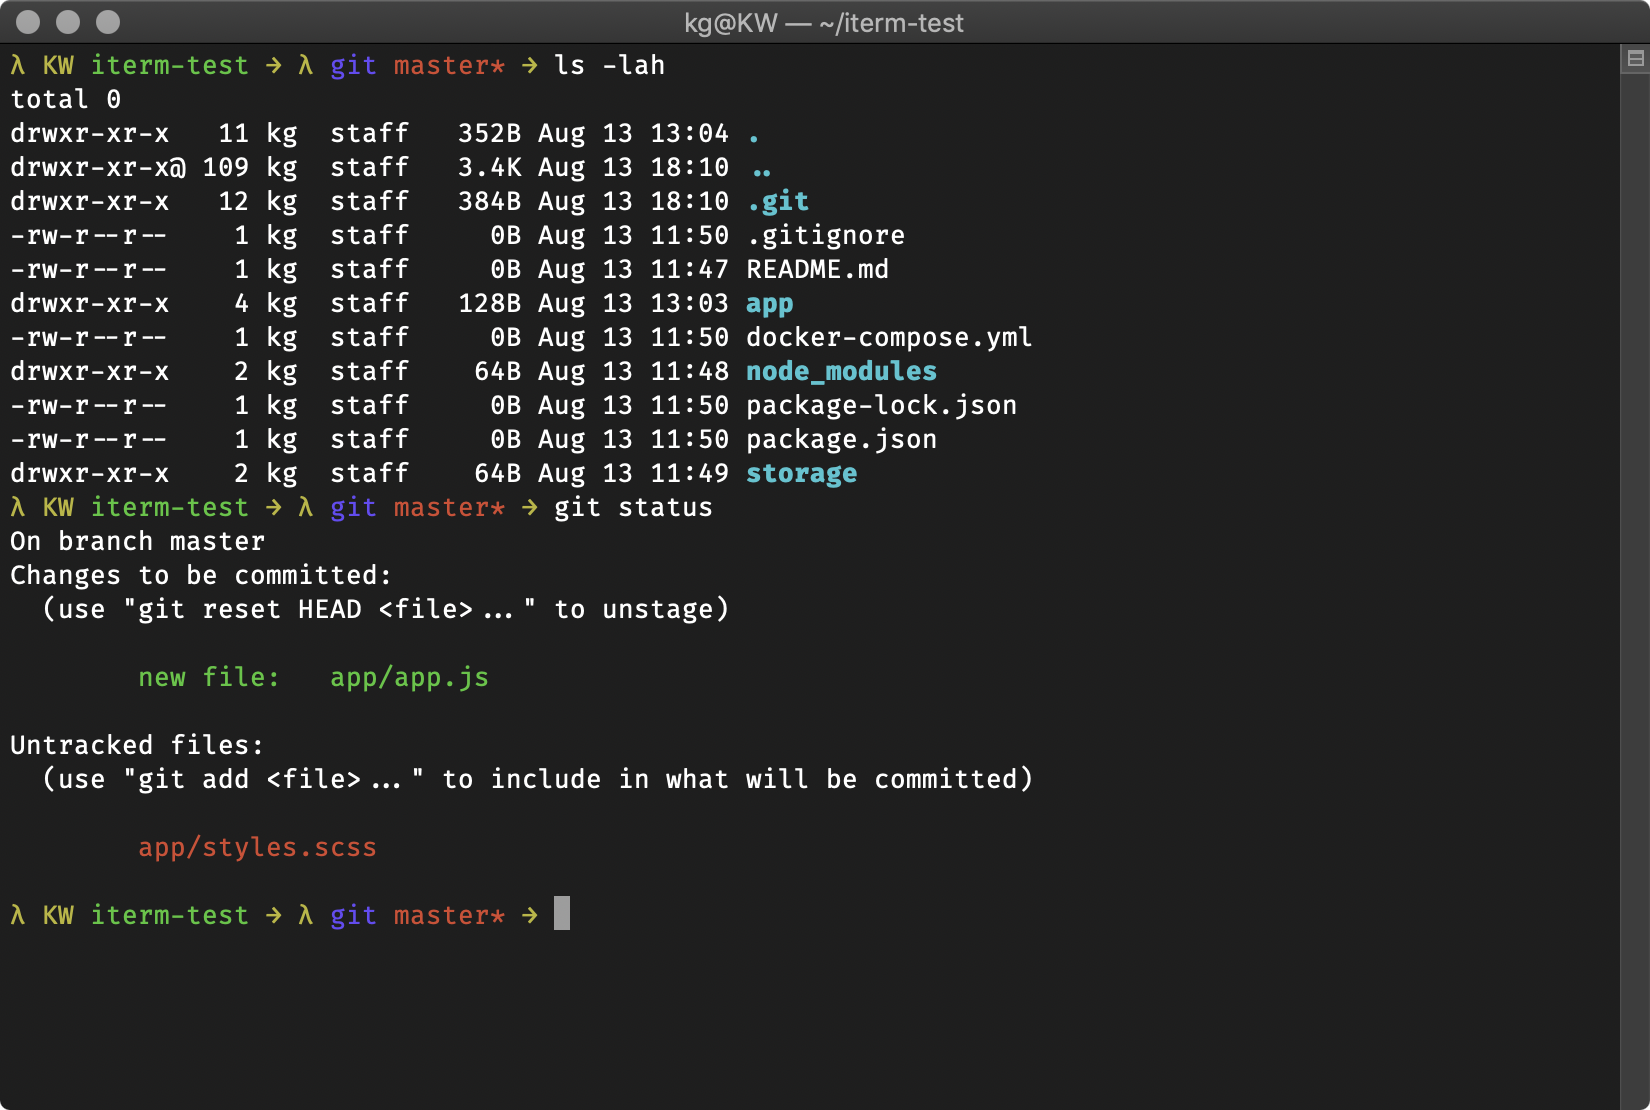 kg@KW — ~/iterm-test
λ KW iterm-test → λ git master* → ls -lah
total 0
drwxr-xr-x   11 kg  staff   352B Aug 13 13:04 .
drwxr-xr-x@ 109 kg  staff   3.4K Aug 13 18:10 ..
drwxr-xr-x   12 kg  staff   384B Aug 13 18:10 .git
-rw-r--r--    1 kg  staff     0B Aug 13 11:50 .gitignore
-rw-r--r--    1 kg  staff     0B Aug 13 11:47 README.md
drwxr-xr-x    4 kg  staff   128B Aug 13 13:03 app
-rw-r--r--    1 kg  staff     0B Aug 13 11:50 docker-compose.yml
drwxr-xr-x    2 kg  staff    64B Aug 13 11:48 node_modules
-rw-r--r--    1 kg  staff     0B Aug 13 11:50 package-lock.json
-rw-r--r--    1 kg  staff     0B Aug 13 11:50 package.json
drwxr-xr-x    2 kg  staff    64B Aug 13 11:49 storage
λ KW iterm-test → λ git master* → git status
On branch master
Changes to be committed:
  (use "git reset HEAD <file>..." to unstage)
        new file:   app/app.js
Untracked files:
  (use "git add <file>..." to include in what will be committed)
        app/styles.scss
λ KW iterm-test → λ git master* →